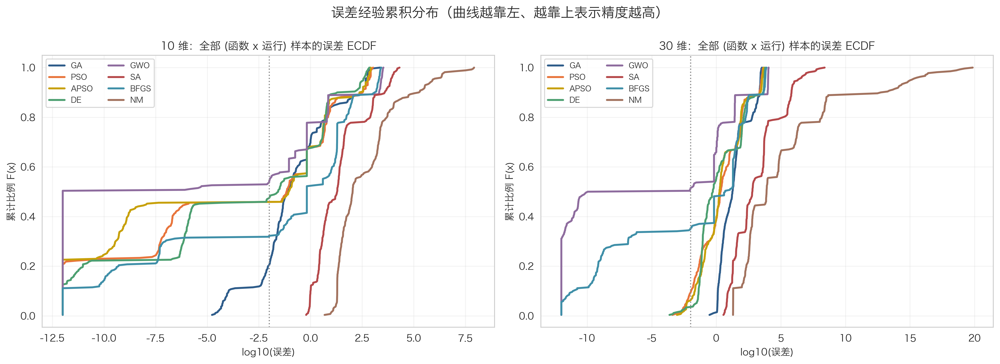 误差经验累积分布（曲线越靠左、越靠上表示精度越高）
10 维：全部 (函数 x 运行) 样本的误差 ECDF
GA
PSO
APSO
DE
GWO
SA
BFGS
NM
1.0
0.8
0.6
0.4
0.2
0.0
累计比例 F(x)
-12.5
-10.0
-7.5
-5.0
-2.5
0.0
2.5
5.0
7.5
log10(误差)
30 维：全部 (函数 x 运行) 样本的误差 ECDF
GA
PSO
APSO
DE
GWO
SA
BFGS
NM
1.0
0.8
0.6
0.4
0.2
0.0
累计比例 F(x)
-10
-5
0
5
10
15
20
log10(误差)